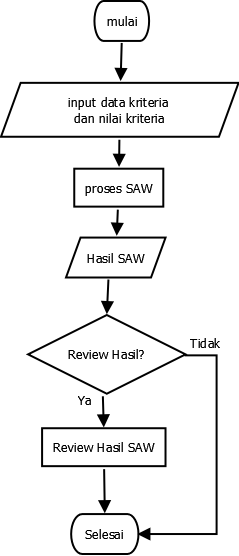 mulai
input data kriteria
dan nilai kriteria
proses SAW
Hasil SAW
Review Hasil?
Tidak
Ya
Review Hasil SAW
Selesai